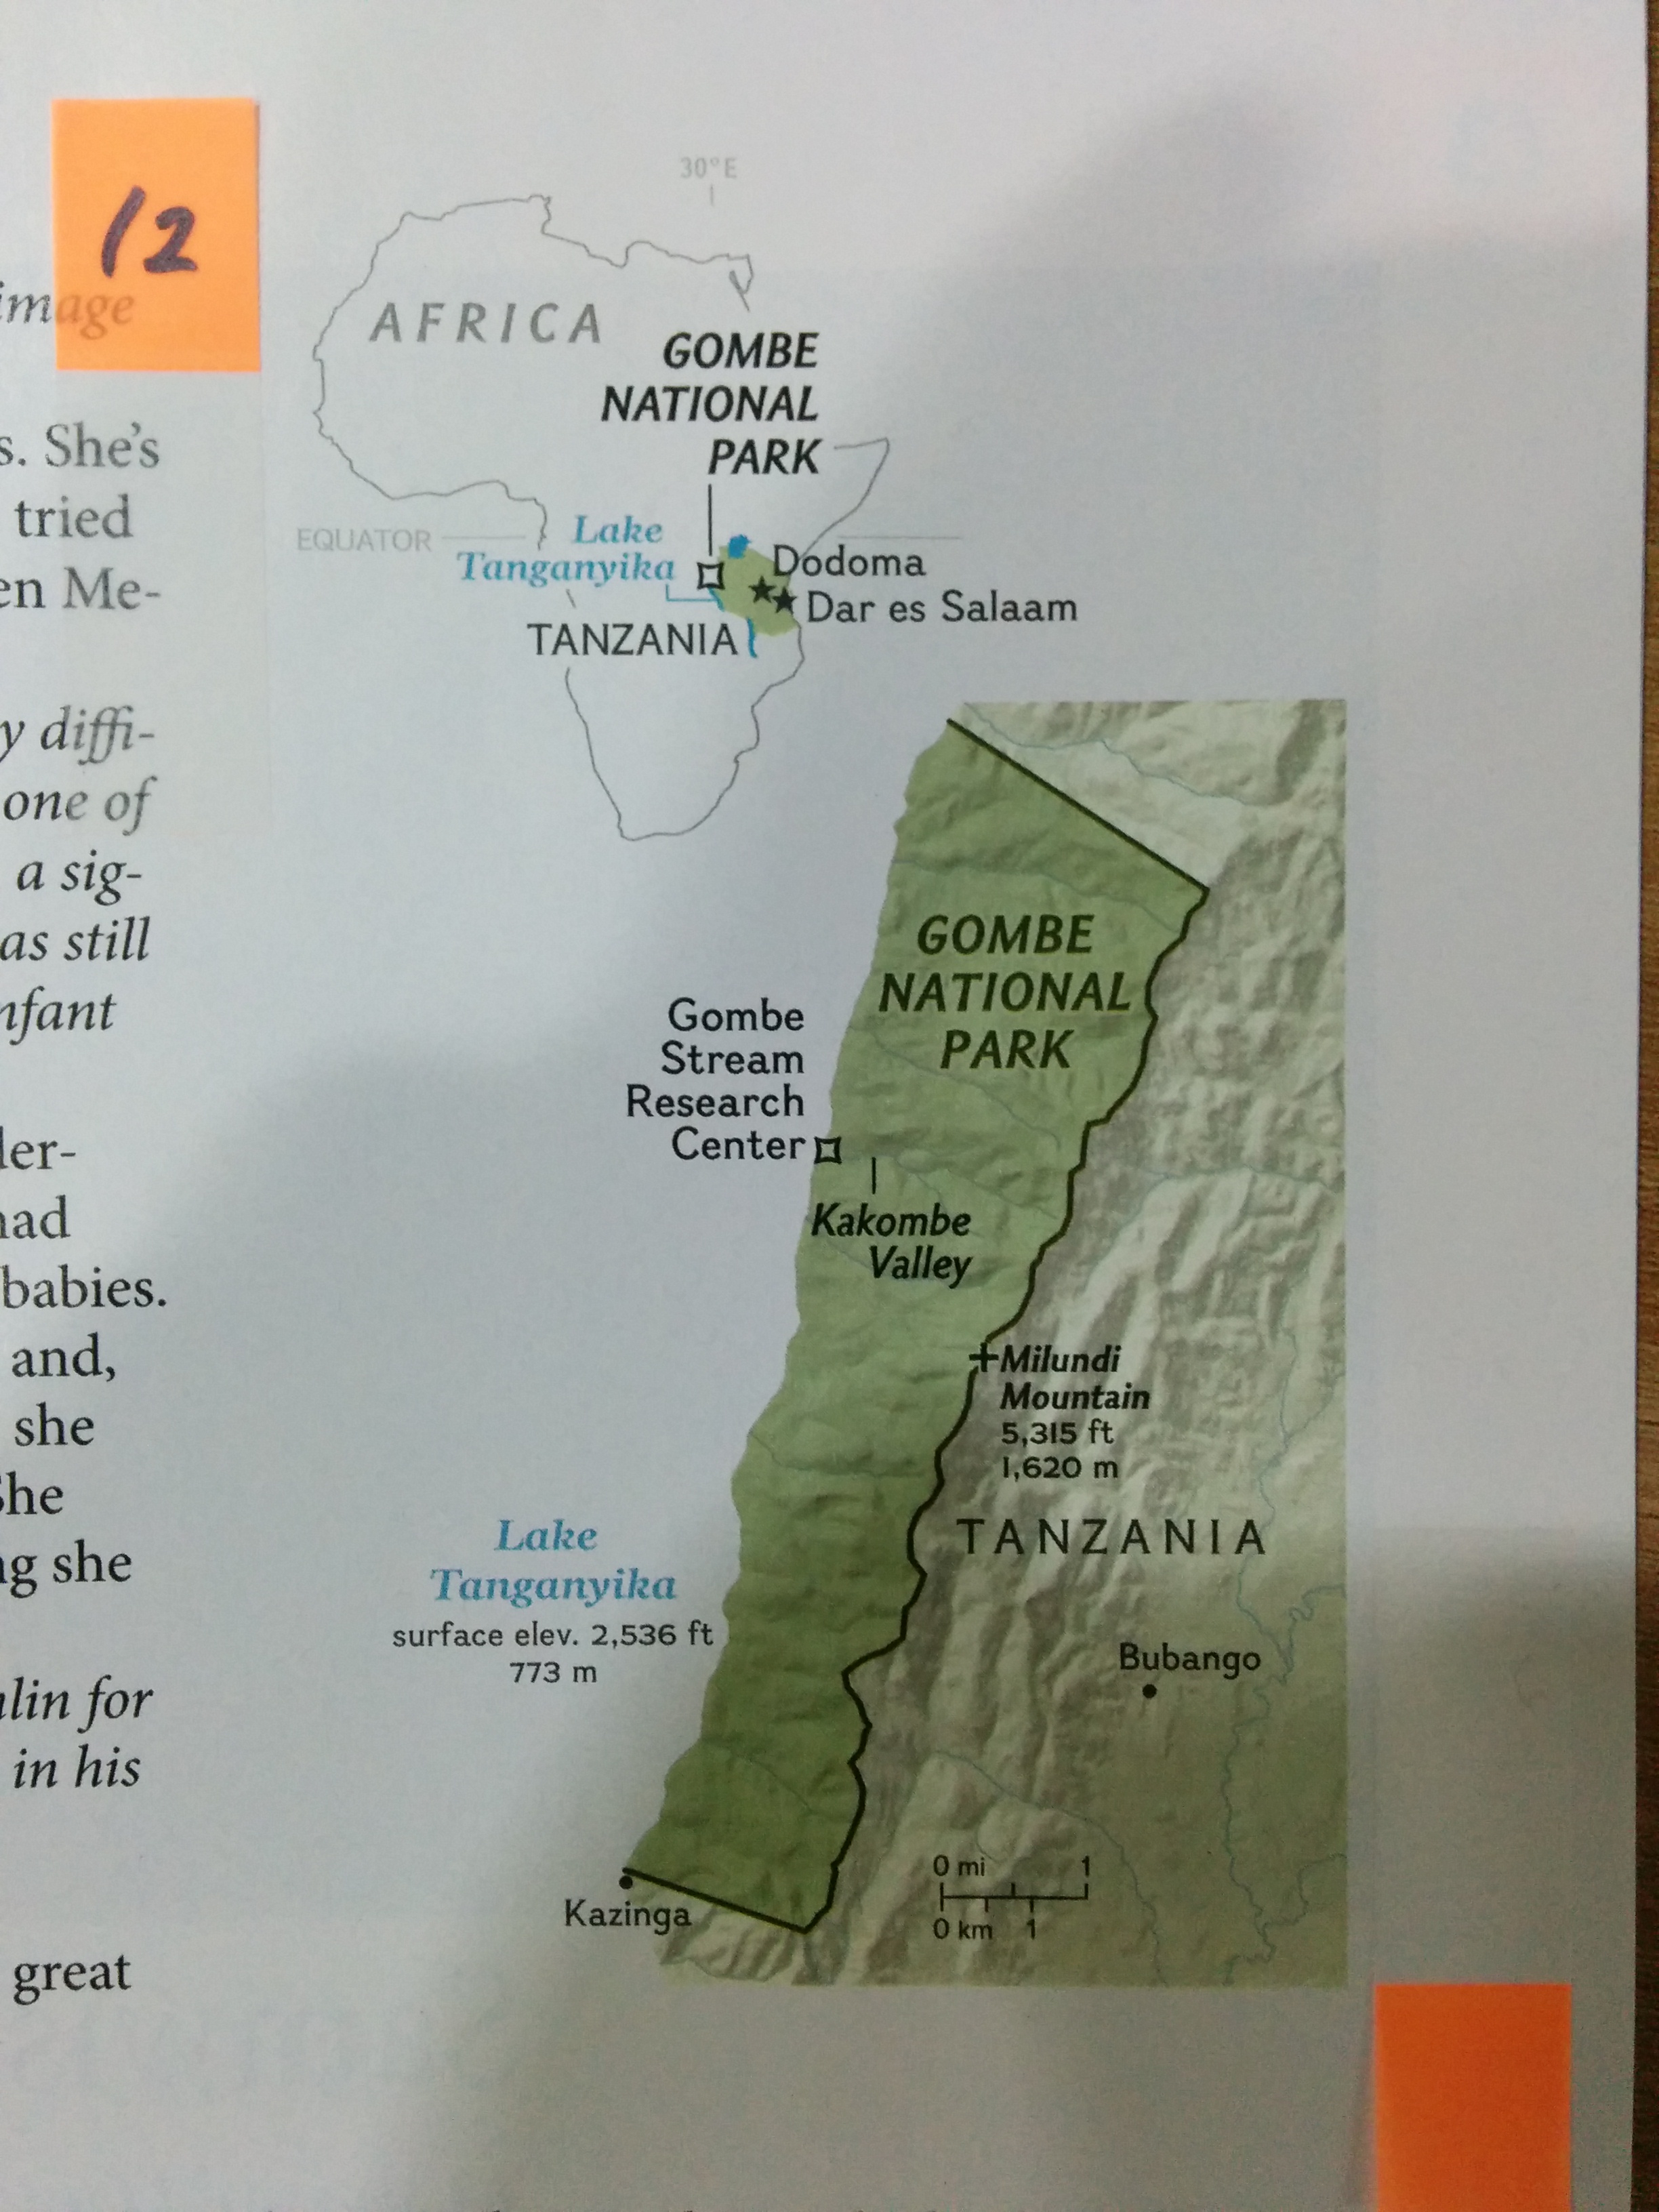 12
image
s. She's
tried
en Me-
y diffi-
one of
a sig-
as still
nfant
der-
had
babies.
and,
she
She
ng she
alin for
in his
great
30°E
AFRICA
GOMBE
NATIONAL
PARK
EQUATOR
Lake
Tanganyika
Dodoma
Dar es Salaam
TANZANIA
GOMBE
NATIONAL
PARK
Gombe
Stream
Research
Center
Kakombe
Valley
Milundi
Mountain
5,315 ft
1,620 m
TANZANIA
Lake
Tanganyika
surface elev. 2,536 ft
773 m
Bubango
Kazinga
0 mi 1
0 km 1